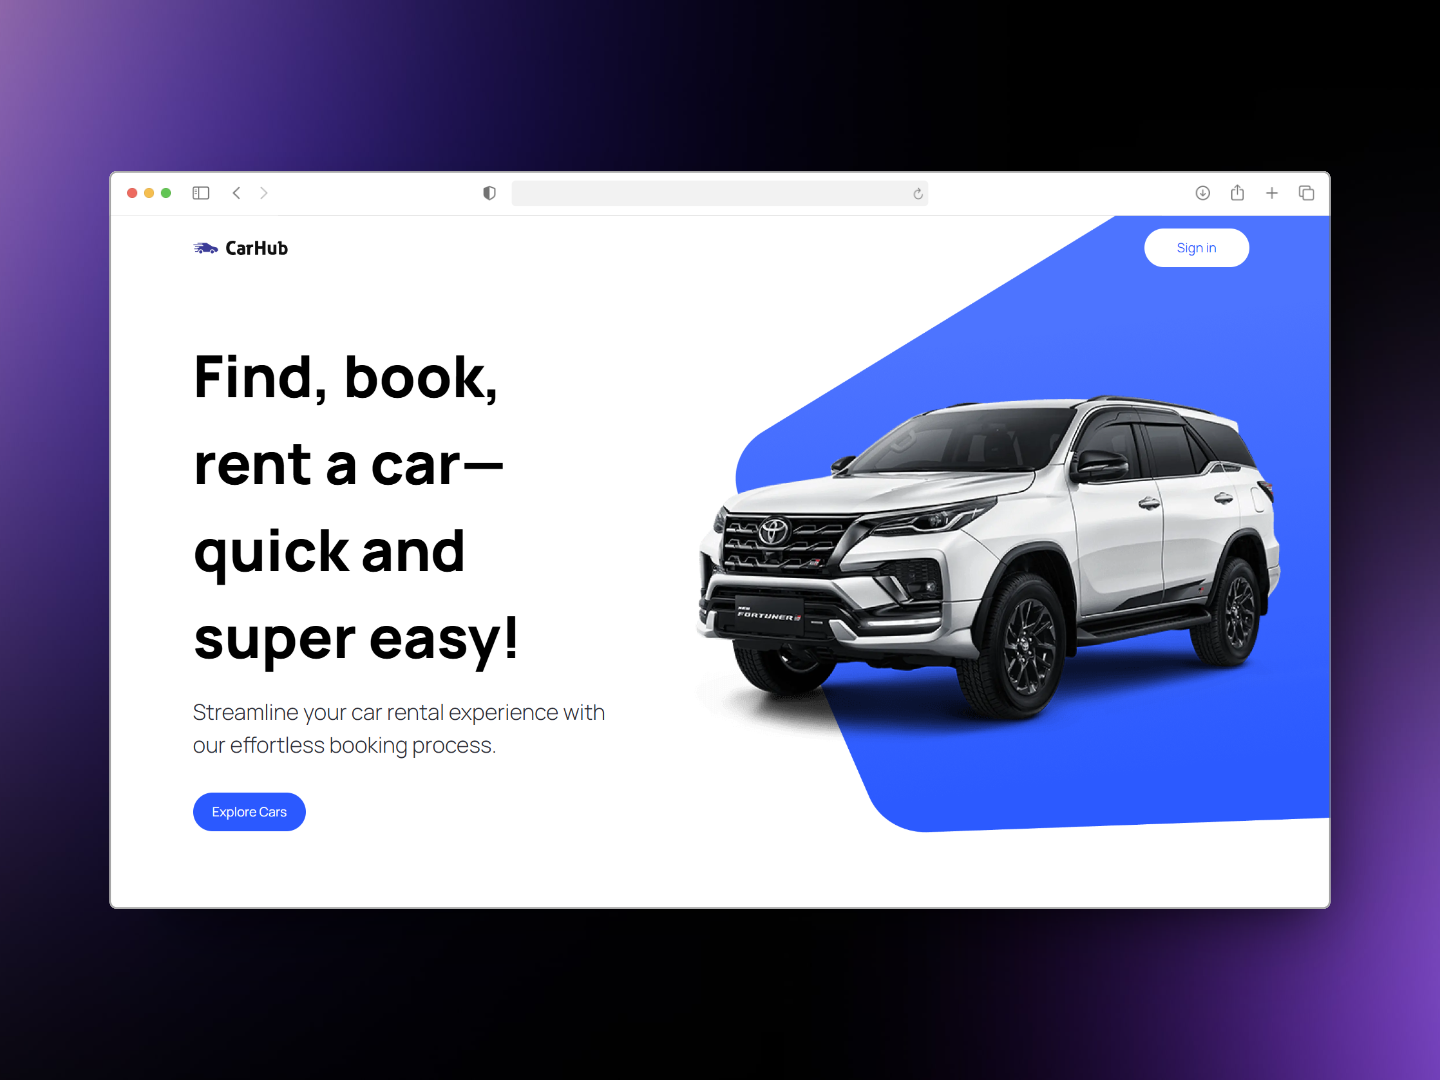 CarHub
Sign in
Find, book,
rent a car—
quick and
super easy!
Streamline your car rental experience with
our effortless booking process.
Explore Cars
NEW
FORTUNER